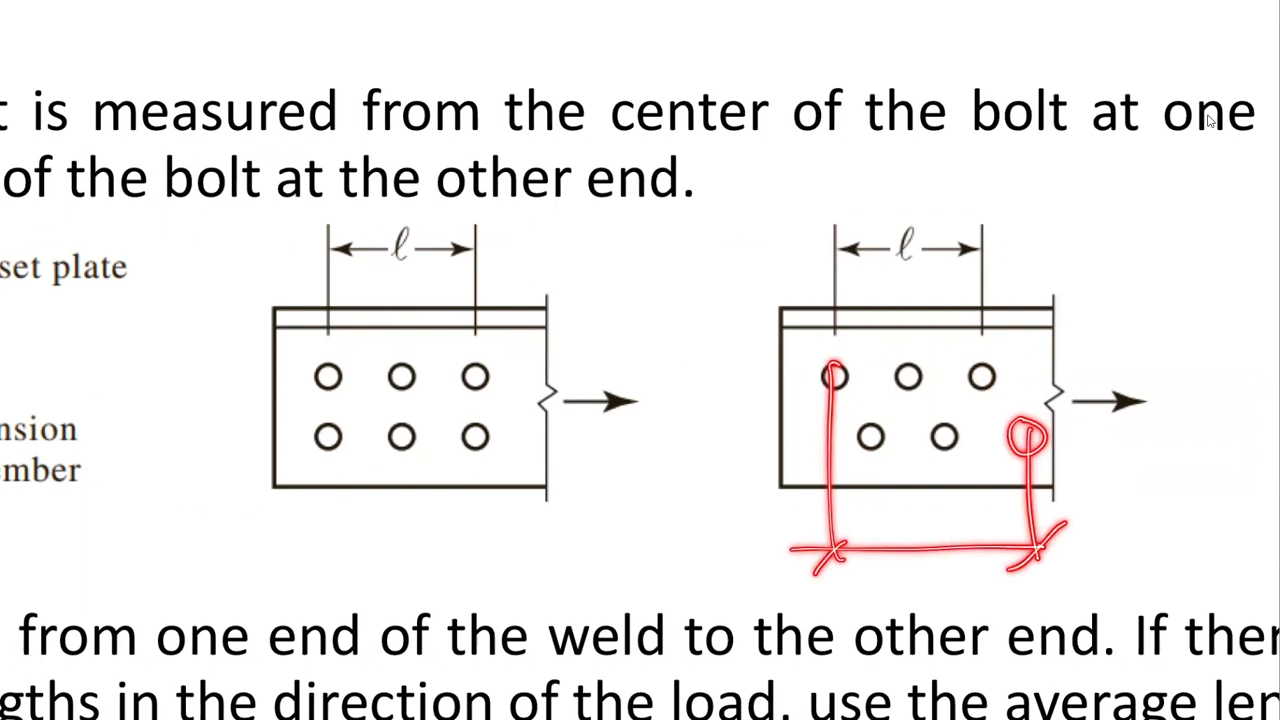 t is measured from the center of the bolt at one
of the bolt at the other end.
ℓ
ℓ
set plate
nsion
mber
from one end of the weld to the other end. If ther
gths in the direction of the load, use the average len